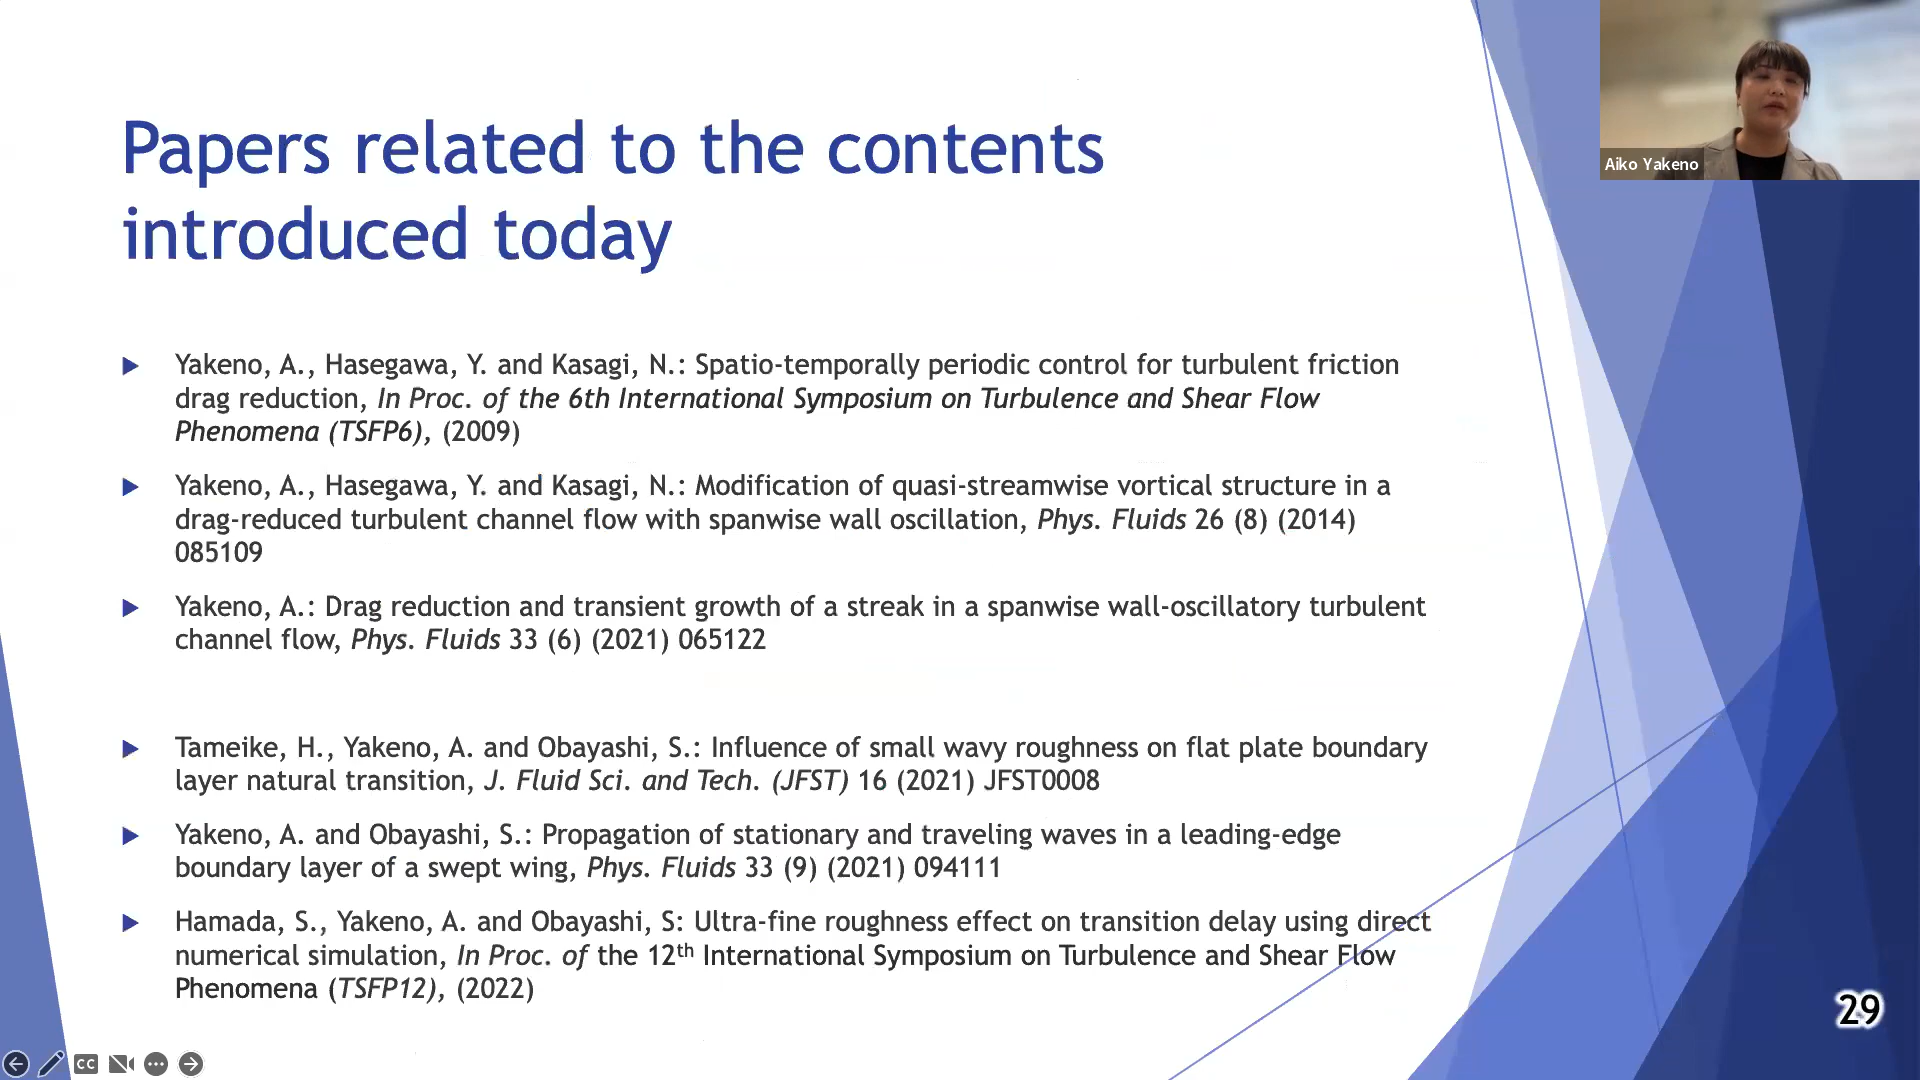 Papers related to the contents
introduced today
Aiko Yakeno
Yakeno, A., Hasegawa, Y. and Kasagi, N.: Spatio-temporally periodic control for turbulent friction
drag reduction, In Proc. of the 6th International Symposium on Turbulence and Shear Flow
Phenomena (TSFP6), (2009)
Yakeno, A., Hasegawa, Y. and Kasagi, N.: Modification of quasi-streamwise vortical structure in a
drag-reduced turbulent channel flow with spanwise wall oscillation, Phys. Fluids 26 (8) (2014)
085109
Yakeno, A.: Drag reduction and transient growth of a streak in a spanwise wall-oscillatory turbulent
channel flow, Phys. Fluids 33 (6) (2021) 065122
Tameike, H., Yakeno, A. and Obayashi, S.: Influence of small wavy roughness on flat plate boundary
layer natural transition, J. Fluid Sci. and Tech. (JFST) 16 (2021) JFST0008
Yakeno, A. and Obayashi, S.: Propagation of stationary and traveling waves in a leading-edge
boundary layer of a swept wing, Phys. Fluids 33 (9) (2021) 094111
Hamada, S., Yakeno, A. and Obayashi, S: Ultra-fine roughness effect on transition delay using direct
numerical simulation, In Proc. of the 12th International Symposium on Turbulence and Shear Flow
Phenomena (TSFP12), (2022)
29
CC